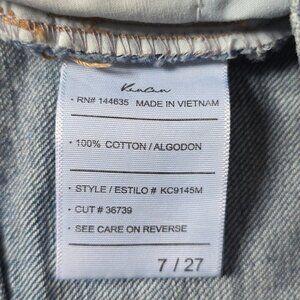 KanCan
· RN# 144635 MADE IN VIETNAM
· 100% COTTON / ALGODON
· STYLE / ESTILO # KC9145M
· CUT # 36739
· SEE CARE ON REVERSE
7 / 27